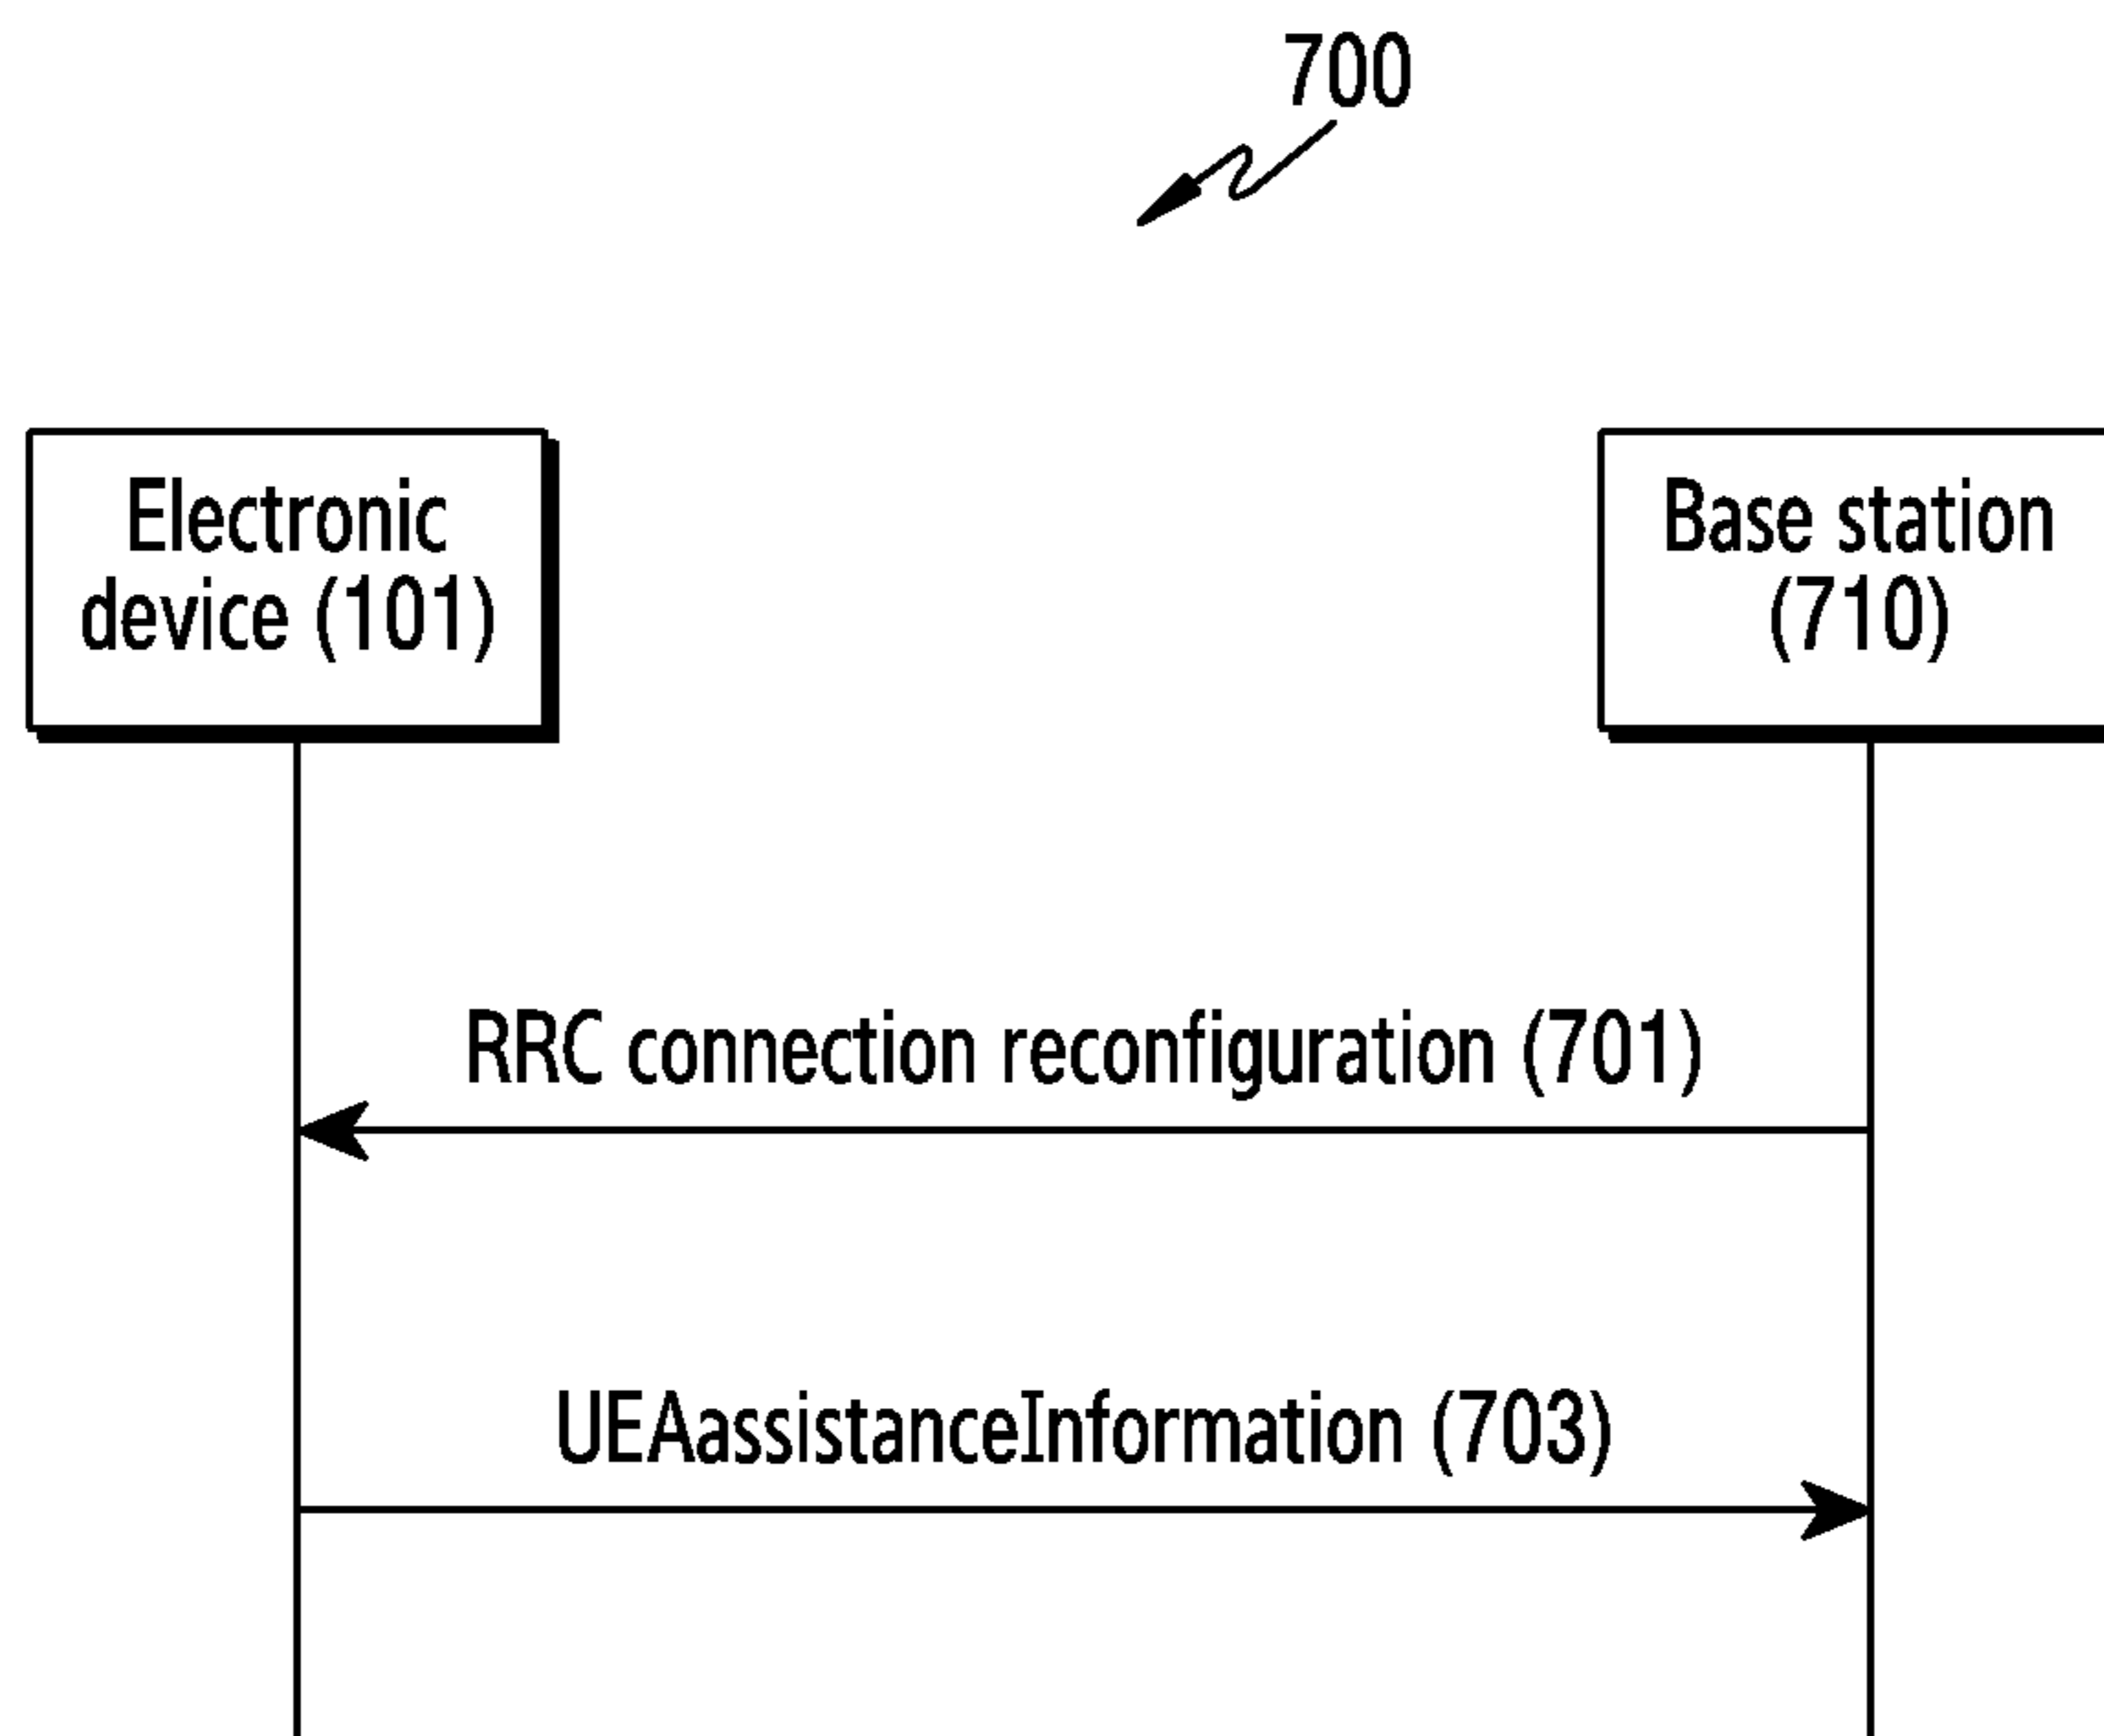 700
Electronic
device (101)
Base station
(710)
RRC connection reconfiguration (701)
UEAassistanceInformation (703)